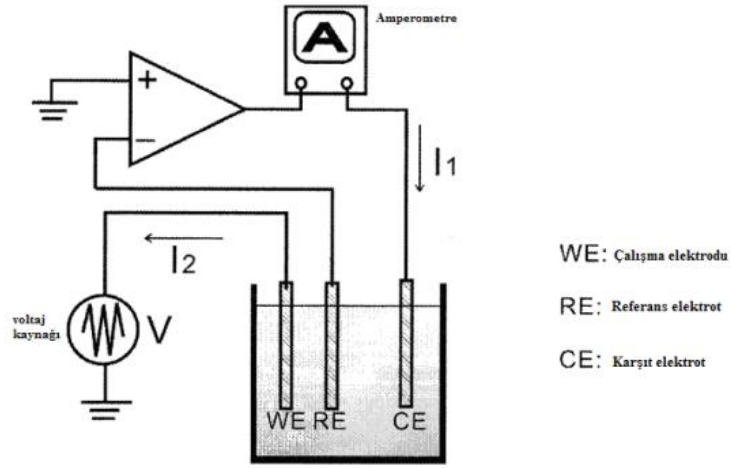 Amperometre
A
+
−
I1
I2
voltaj
kaynağı
V
WE RE CE
WE: Çalışma elektrodu
RE: Referans elektrot
CE: Karşıt elektrot